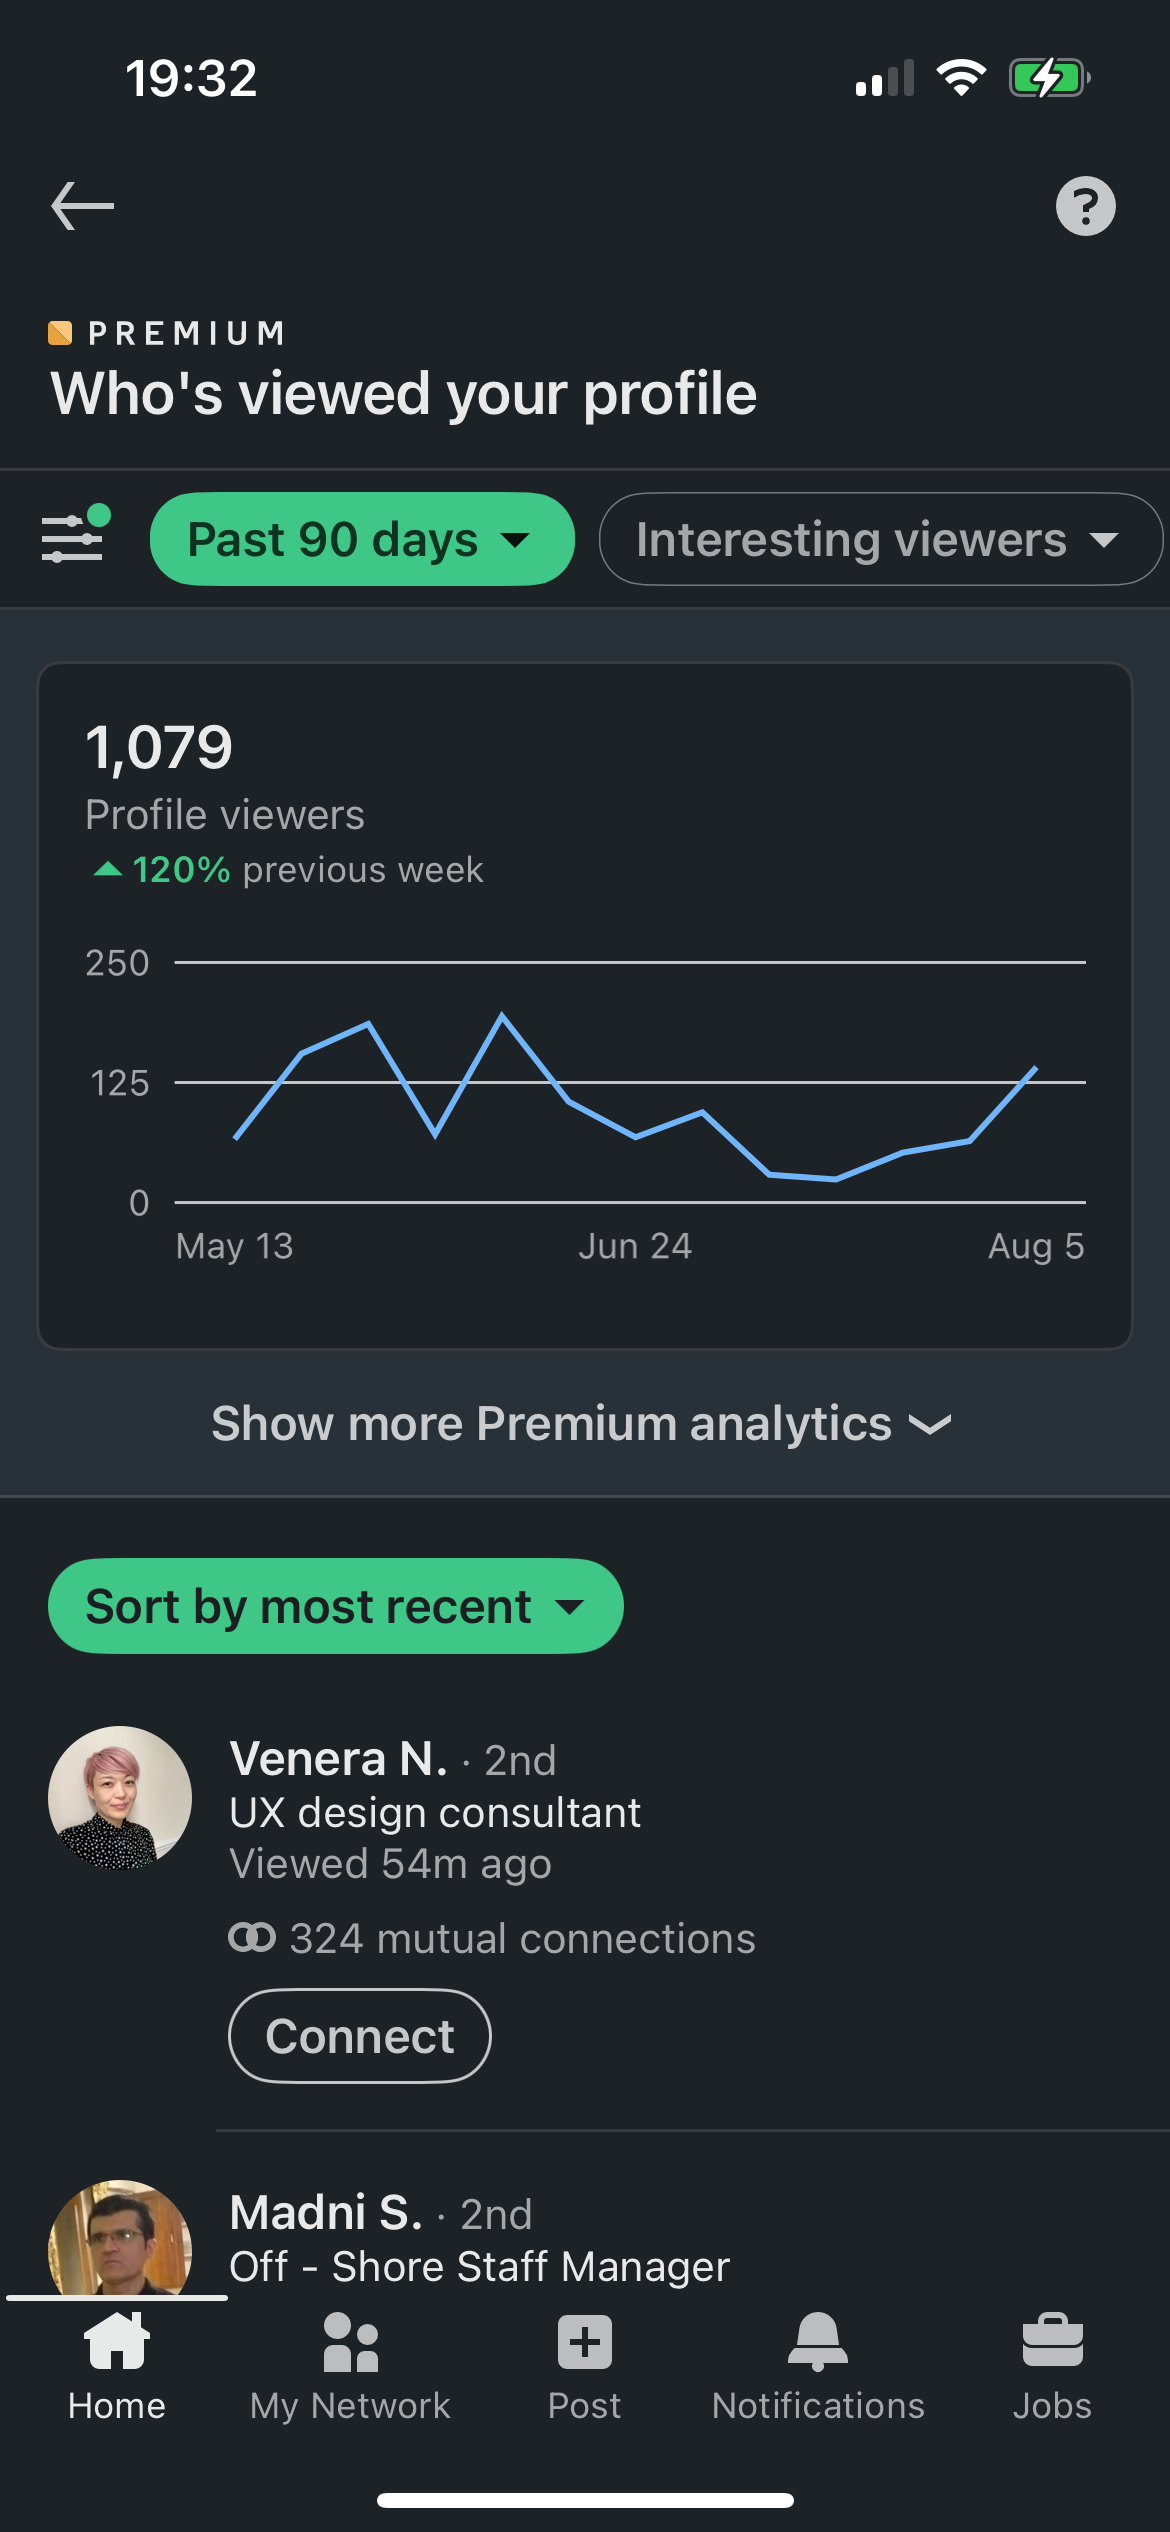 19:32
PREMIUM
Who's viewed your profile
Past 90 days
Interesting viewers
1,079
Profile viewers
120% previous week
250
125
0
May 13
Jun 24
Aug 5
Show more Premium analytics
Sort by most recent
Venera N. · 2nd
UX design consultant
Viewed 54m ago
324 mutual connections
Connect
Madni S. · 2nd
Off - Shore Staff Manager
Home
My Network
Post
Notifications
Jobs